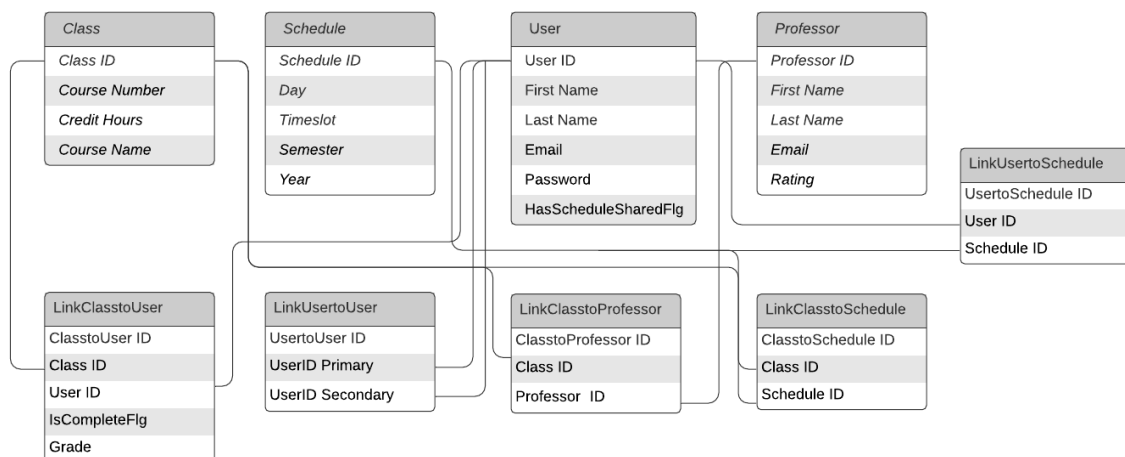 Class
Class ID
Course Number
Credit Hours
Course Name
Schedule
Schedule ID
Day
Timeslot
Semester
Year
User
User ID
First Name
Last Name
Email
Password
HasScheduleSharedFlg
Professor
Professor ID
First Name
Last Name
Email
Rating
LinkUsertoSchedule
UsertoSchedule ID
User ID
Schedule ID
LinkClasstoUser
ClasstoUser ID
Class ID
User ID
IsCompleteFlg
Grade
LinkUsertoUser
UsertoUser ID
UserID Primary
UserID Secondary
LinkClasstoProfessor
ClasstoProfessor ID
Class ID
Professor ID
LinkClasstoSchedule
ClasstoSchedule ID
Class ID
Schedule ID